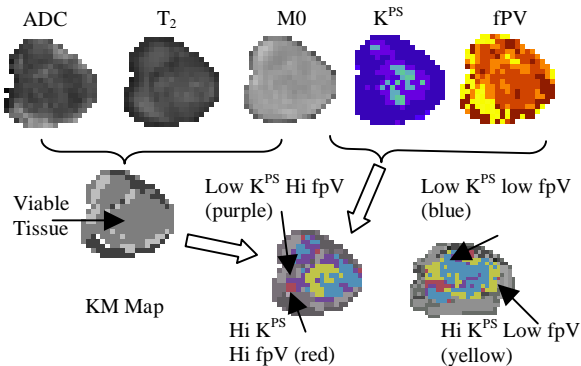 ADC T₂ M0 Kᴾˢ fPV
Low Kᴾˢ Hi fPV
(purple)
Low Kᴾˢ low fPV
(blue)
Viable
Tissue
KM Map
Hi Kᴾˢ
Hi fPV (red)
Hi Kᴾˢ Low fPV
(yellow)